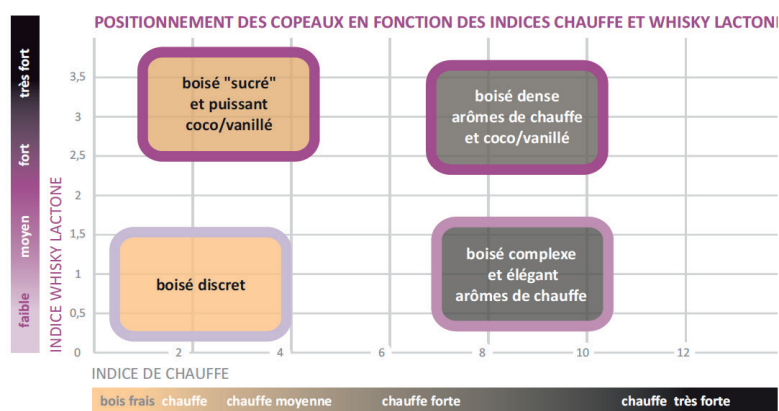 POSITIONNEMENT DES COPEAUX EN FONCTION DES INDICES CHAUFFE ET WHISKY LACTONE
très fort
fort
moyen
faible
INDICE WHISKY LACTONE
3,5
3
2,5
2
1,5
1
0,5
0
boisé "sucré"
et puissant
coco/vanillé
boisé dense
arômes de chauffe
et coco/vanillé
boisé discret
boisé complexe
et élégant
arômes de chauffe
2
4
6
8
10
12
INDICE DE CHAUFFE
bois frais chauffe chauffe moyenne chauffe forte chauffe très forte